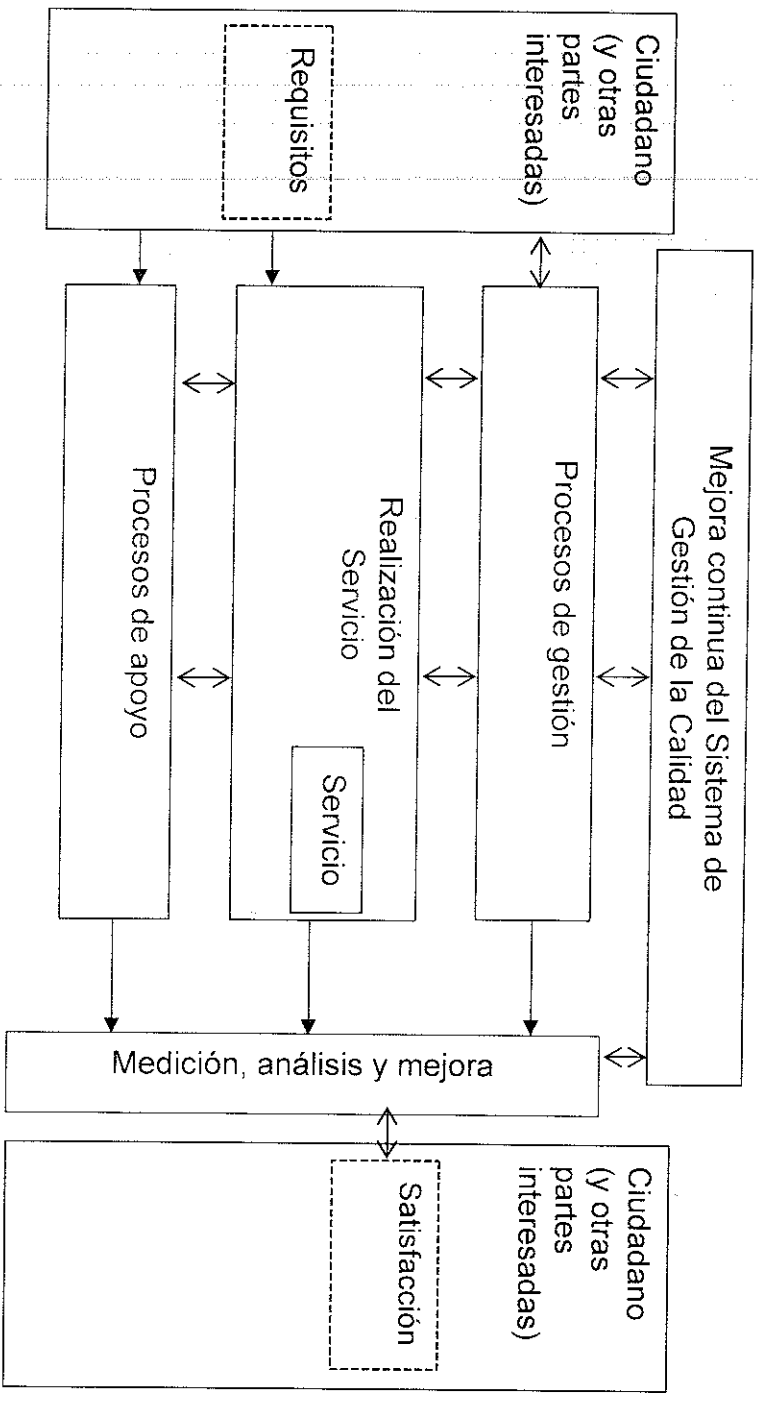 Mejora continua del Sistema de
Gestión de la Calidad
Ciudadano
(y otras
partes
interesadas)
Requisitos
Procesos de gestión
Realización del
Servicio
Servicio
Procesos de apoyo
Medición, análisis y mejora
Ciudadano
(y otras
partes
interesadas)
Satisfacción